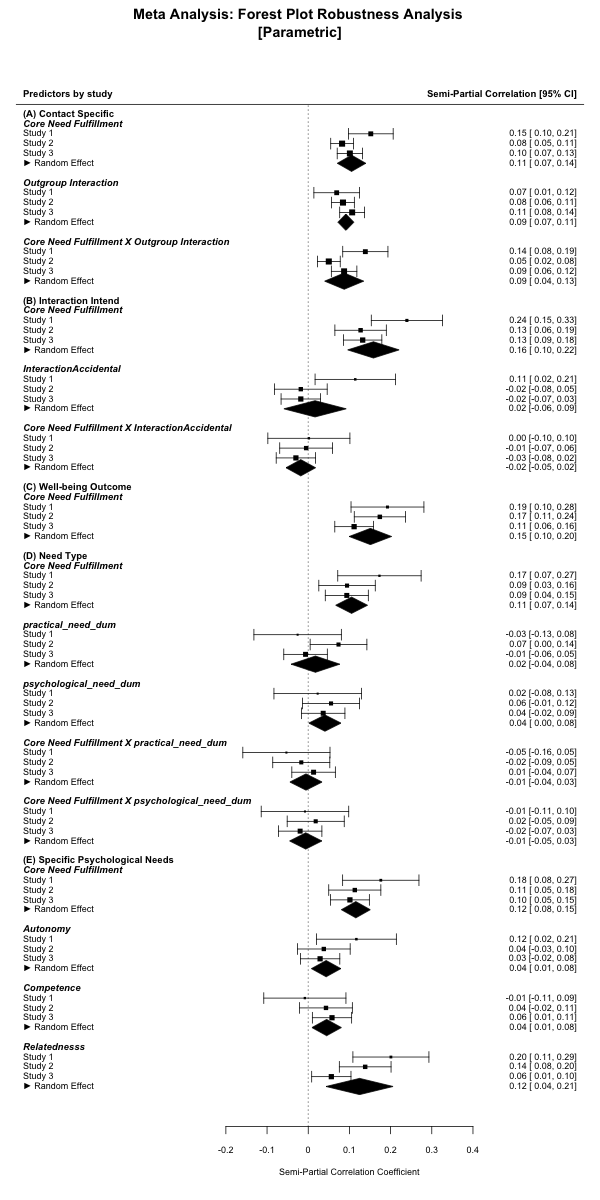 Meta Analysis: Forest Plot Robustness Analysis
[Parametric]
Predictors by study Semi-Partial Correlation [95% CI]
(A) Contact Specific
Core Need Fulfillment
Study 1 0.15 [0.10, 0.21]
Study 2 0.08 [0.05, 0.11]
Study 3 0.10 [0.07, 0.13]
► Random Effect 0.11 [0.07, 0.14]
Outgroup Interaction
Study 1 0.07 [0.01, 0.12]
Study 2 0.08 [0.06, 0.11]
Study 3 0.11 [0.08, 0.14]
► Random Effect 0.09 [0.07, 0.11]
Core Need Fulfillment X Outgroup Interaction
Study 1 0.14 [0.08, 0.19]
Study 2 0.05 [0.02, 0.08]
Study 3 0.09 [0.06, 0.12]
► Random Effect 0.09 [0.04, 0.13]
(B) Interaction Intend
Core Need Fulfillment
Study 1 0.24 [ 0.15, 0.33]
Study 2 0.13 [ 0.06, 0.19]
Study 3 0.13 [ 0.09, 0.18]
► Random Effect 0.16 [ 0.10, 0.22]
InteractionAccidental
Study 1 0.11 [ 0.02, 0.21]
Study 2 -0.02 [-0.08, 0.05]
Study 3 -0.02 [-0.07, 0.03]
► Random Effect 0.02 [-0.06, 0.09]
Core Need Fulfillment X InteractionAccidental
Study 1 0.00 [-0.10, 0.10]
Study 2 -0.01 [-0.07, 0.06]
Study 3 -0.03 [-0.08, 0.02]
► Random Effect -0.02 [-0.05, 0.02]
(C) Well-being Outcome
Core Need Fulfillment
Study 1 0.19 [ 0.10, 0.28]
Study 2 0.17 [ 0.11, 0.24]
Study 3 0.11 [ 0.06, 0.16]
► Random Effect 0.15 [ 0.10, 0.20]
(D) Need Type
Core Need Fulfillment
Study 1 0.17 [ 0.07, 0.27]
Study 2 0.09 [ 0.03, 0.16]
Study 3 0.09 [ 0.04, 0.15]
► Random Effect 0.11 [ 0.07, 0.14]
practical_need_dum
Study 1 -0.03 [-0.13, 0.08]
Study 2 0.07 [ 0.00, 0.14]
Study 3 -0.01 [-0.06, 0.05]
► Random Effect 0.02 [-0.04, 0.08]
psychological_need_dum
Study 1 0.02 [-0.08, 0.13]
Study 2 0.06 [-0.01, 0.12]
Study 3 0.04 [-0.02, 0.09]
► Random Effect 0.04 [ 0.00, 0.08]
Core Need Fulfillment X practical_need_dum
Study 1 -0.05 [-0.16, 0.05]
Study 2 -0.02 [-0.09, 0.05]
Study 3 0.01 [-0.04, 0.07]
► Random Effect -0.01 [-0.04, 0.03]
Core Need Fulfillment X psychological_need_dum
Study 1 -0.01 [-0.11, 0.10]
Study 2 0.02 [-0.05, 0.09]
Study 3 -0.02 [-0.07, 0.03]
► Random Effect -0.01 [-0.05, 0.03]
(E) Specific Psychological Needs
Core Need Fulfillment
Study 1 0.18 [ 0.08, 0.27]
Study 2 0.11 [ 0.05, 0.18]
Study 3 0.10 [ 0.05, 0.15]
► Random Effect 0.12 [ 0.08, 0.15]
Autonomy
Study 1 0.12 [ 0.02, 0.21]
Study 2 0.04 [-0.03, 0.10]
Study 3 0.03 [-0.02, 0.08]
► Random Effect 0.04 [ 0.01, 0.08]
Competence
Study 1 -0.01 [-0.11, 0.09]
Study 2 0.04 [-0.02, 0.11]
Study 3 0.06 [ 0.01, 0.11]
► Random Effect 0.04 [ 0.01, 0.08]
Relatednesss
Study 1 0.20 [ 0.11, 0.29]
Study 2 0.14 [ 0.08, 0.20]
Study 3 0.06 [ 0.01, 0.10]
► Random Effect 0.12 [ 0.04, 0.21]
-0.2 -0.1 0 0.1 0.2 0.3 0.4
Semi-Partial Correlation Coefficient